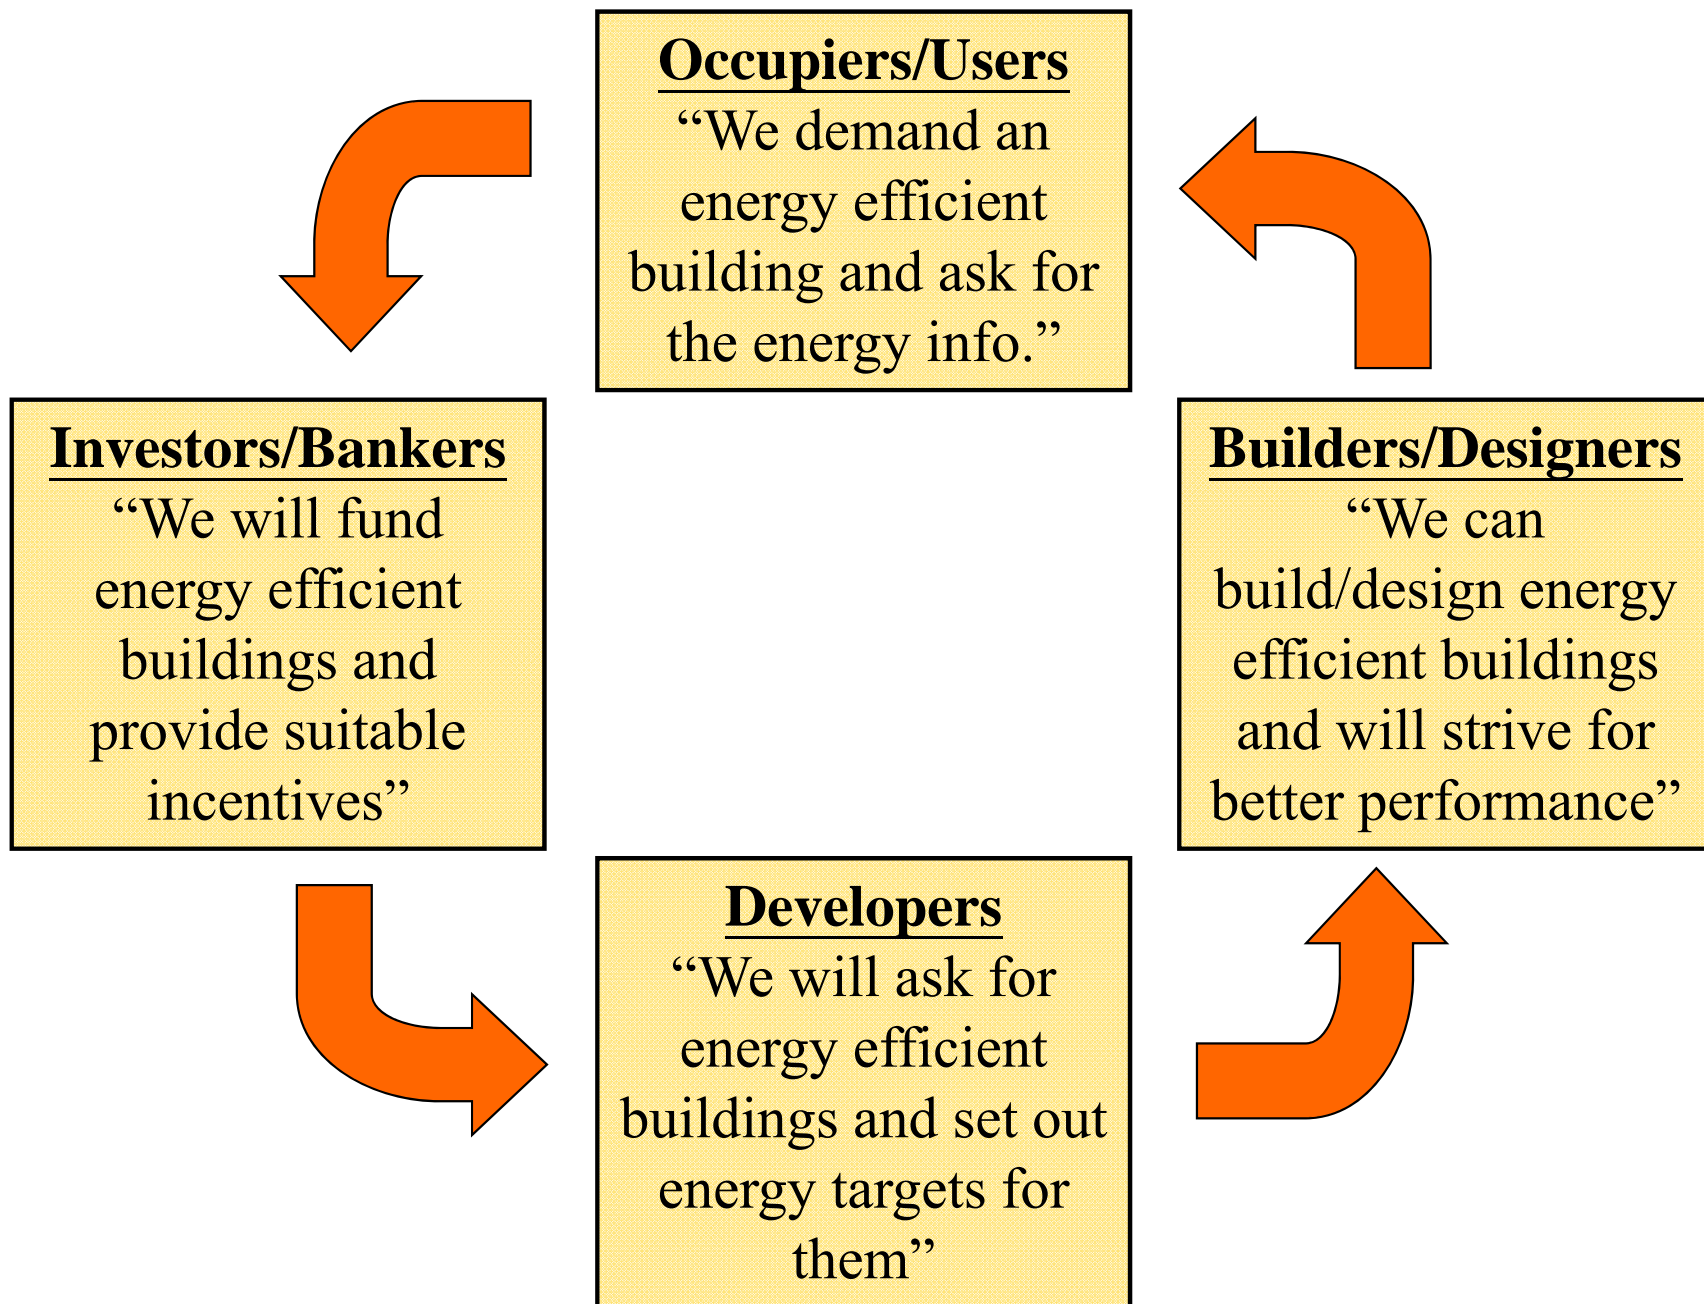 Occupiers/Users
“We demand an
energy efficient
building and ask for
the energy info.”
Investors/Bankers
“We will fund
energy efficient
buildings and
provide suitable
incentives”
Builders/Designers
“We can
build/design energy
efficient buildings
and will strive for
better performance”
Developers
“We will ask for
energy efficient
buildings and set out
energy targets for
them”